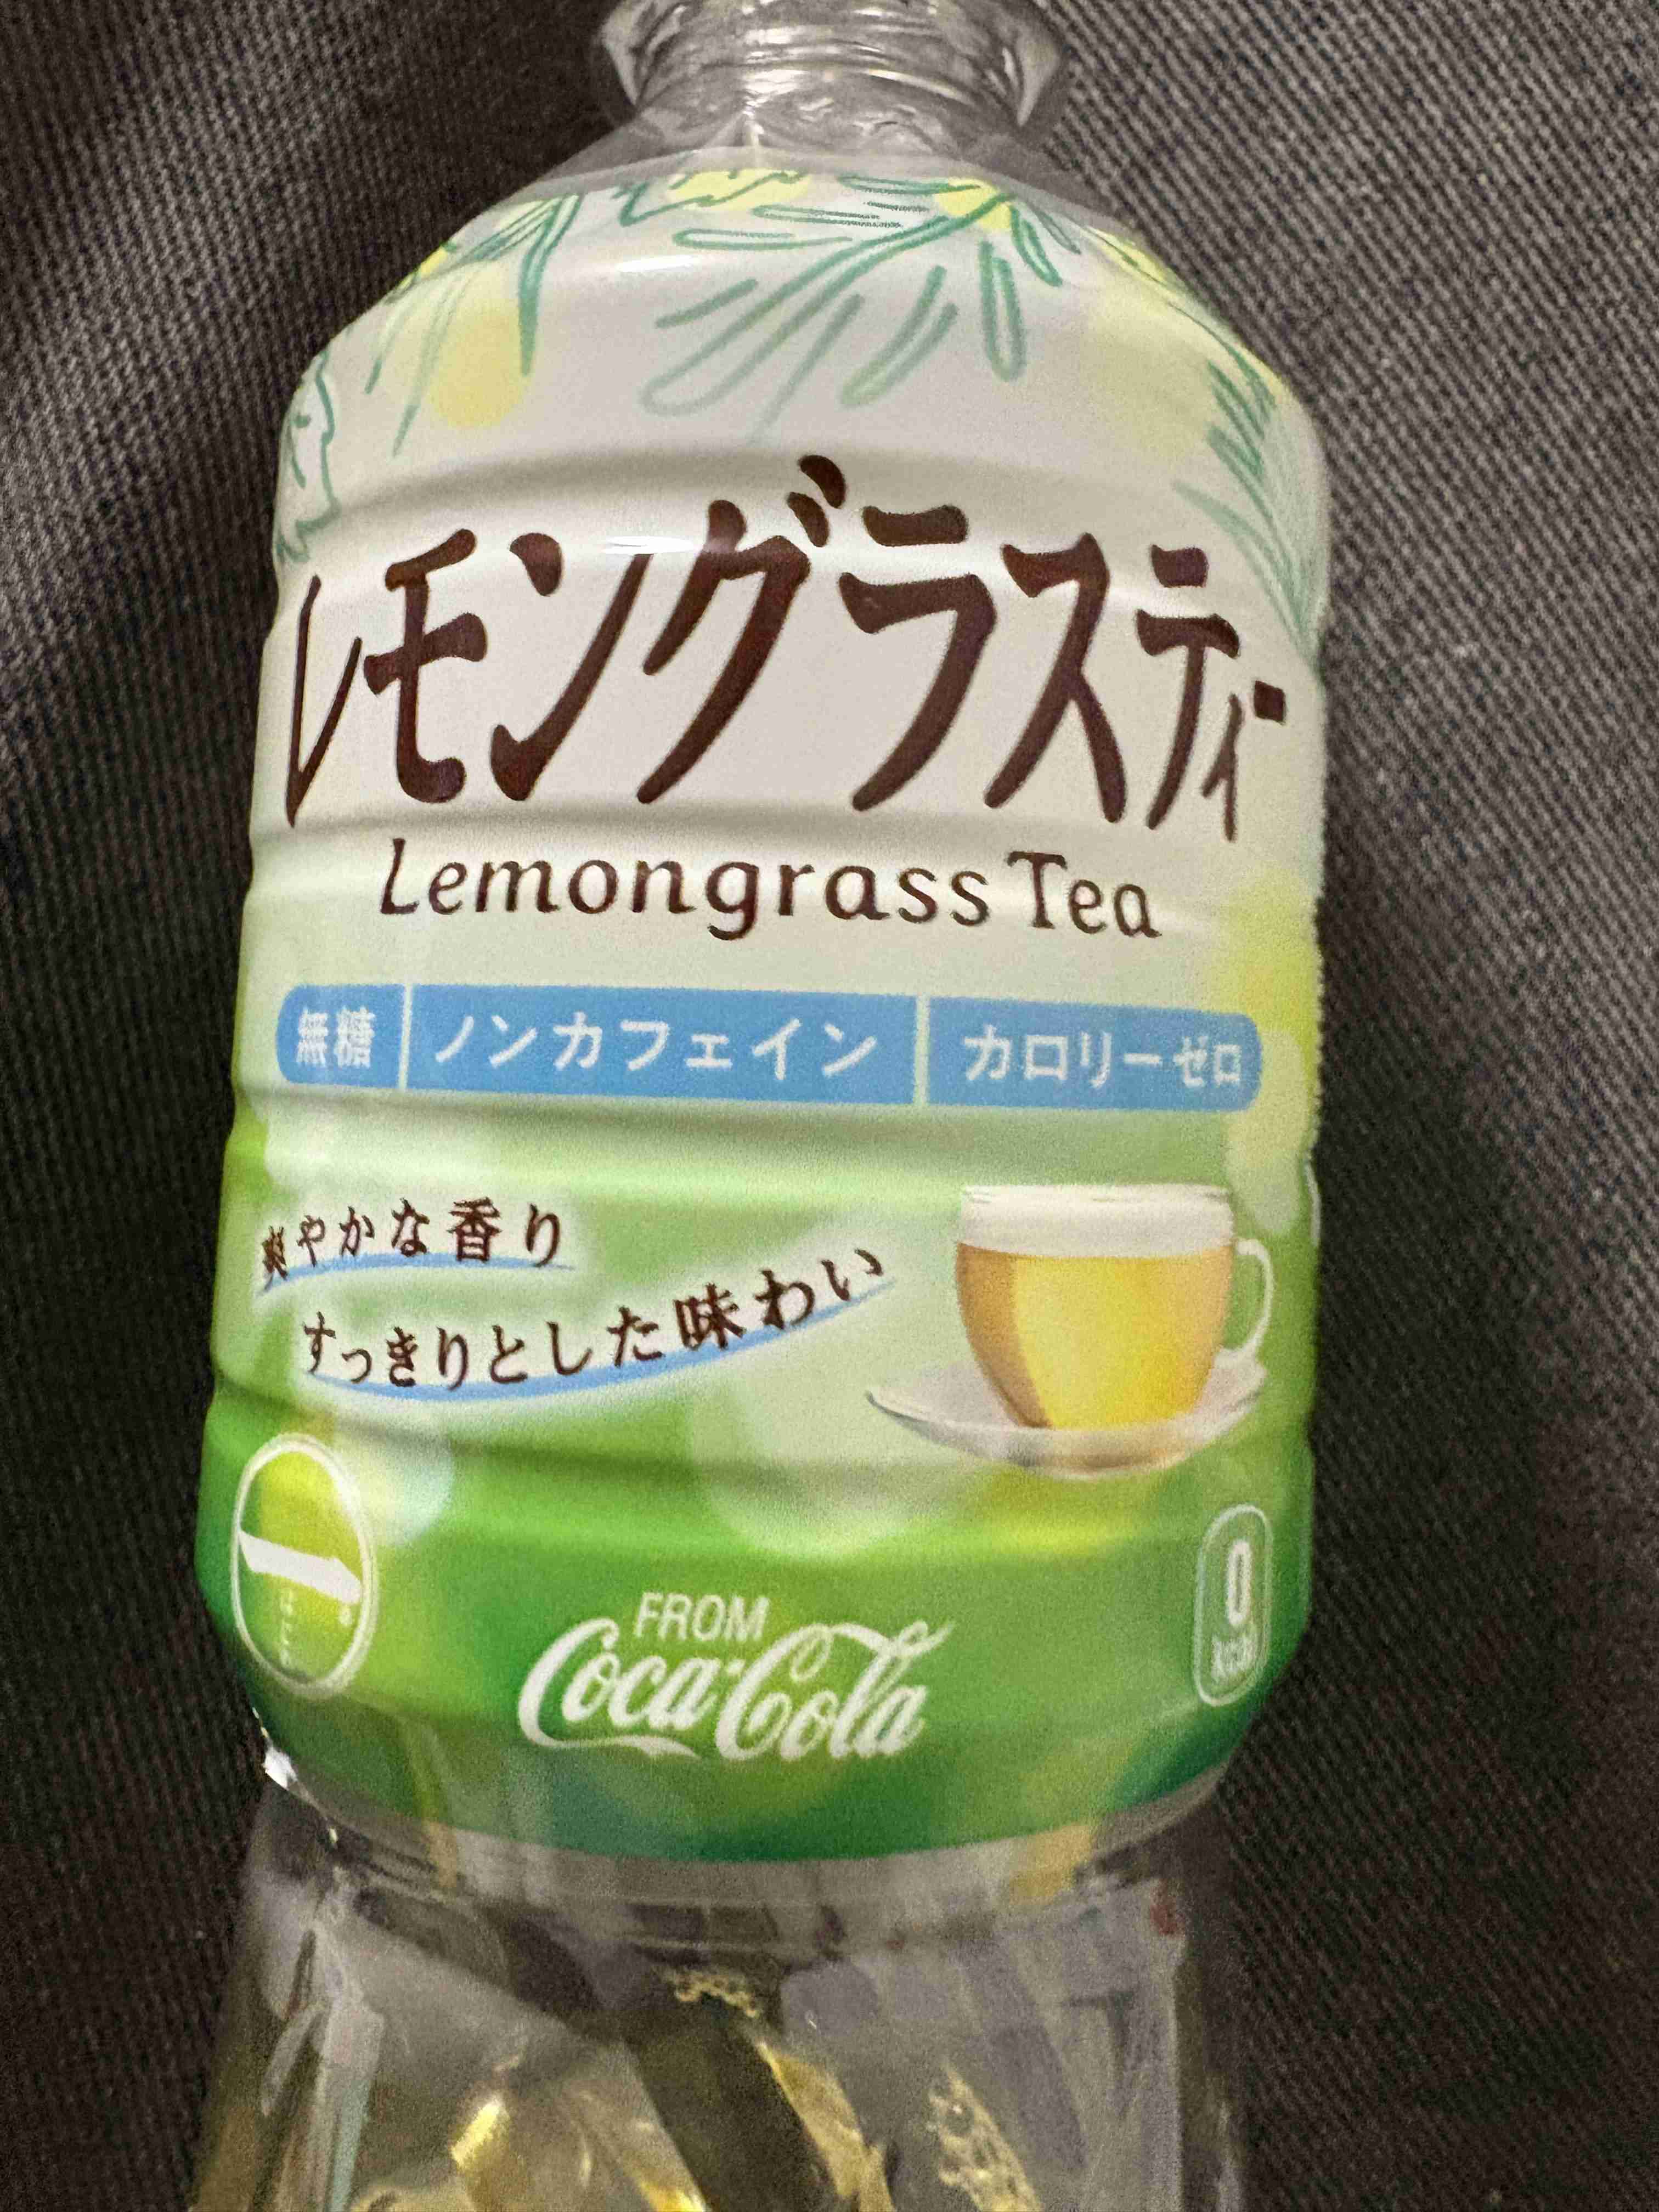 レモングラスティー
Lemongrass Tea
無糖 ノンカフェイン カロリーゼロ
爽やかな香り
すっきりとした味わい
一
FROM
Coca-Cola
0
kcal